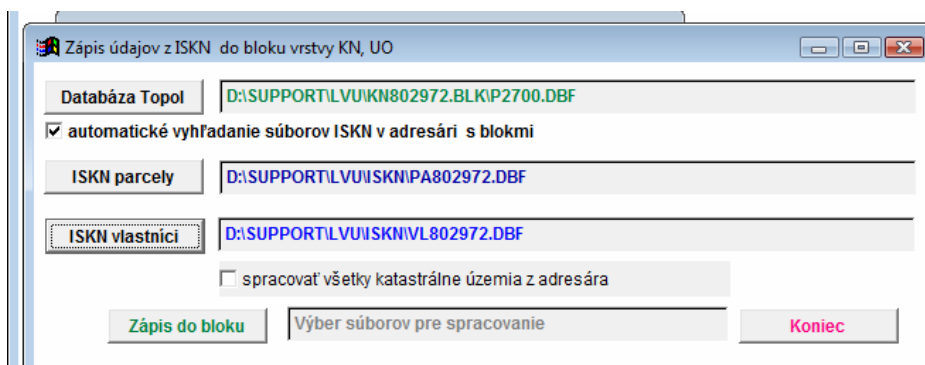 Zápis údajov z ISKN do bloku vrstvy KN, UO
Databáza Topol D:\SUPPORT\LVU\KN802972.BLK\P2700.DBF
automatické vyhľadanie súborov ISKN v adresári s blokmi
ISKN parcely D:\SUPPORT\LVU\ISKN\PA802972.DBF
ISKN vlastníci D:\SUPPORT\LVU\ISKN\VL802972.DBF
spracovať všetky katastrálne územia z adresára
Zápis do bloku Výber súborov pre spracovanie Koniec